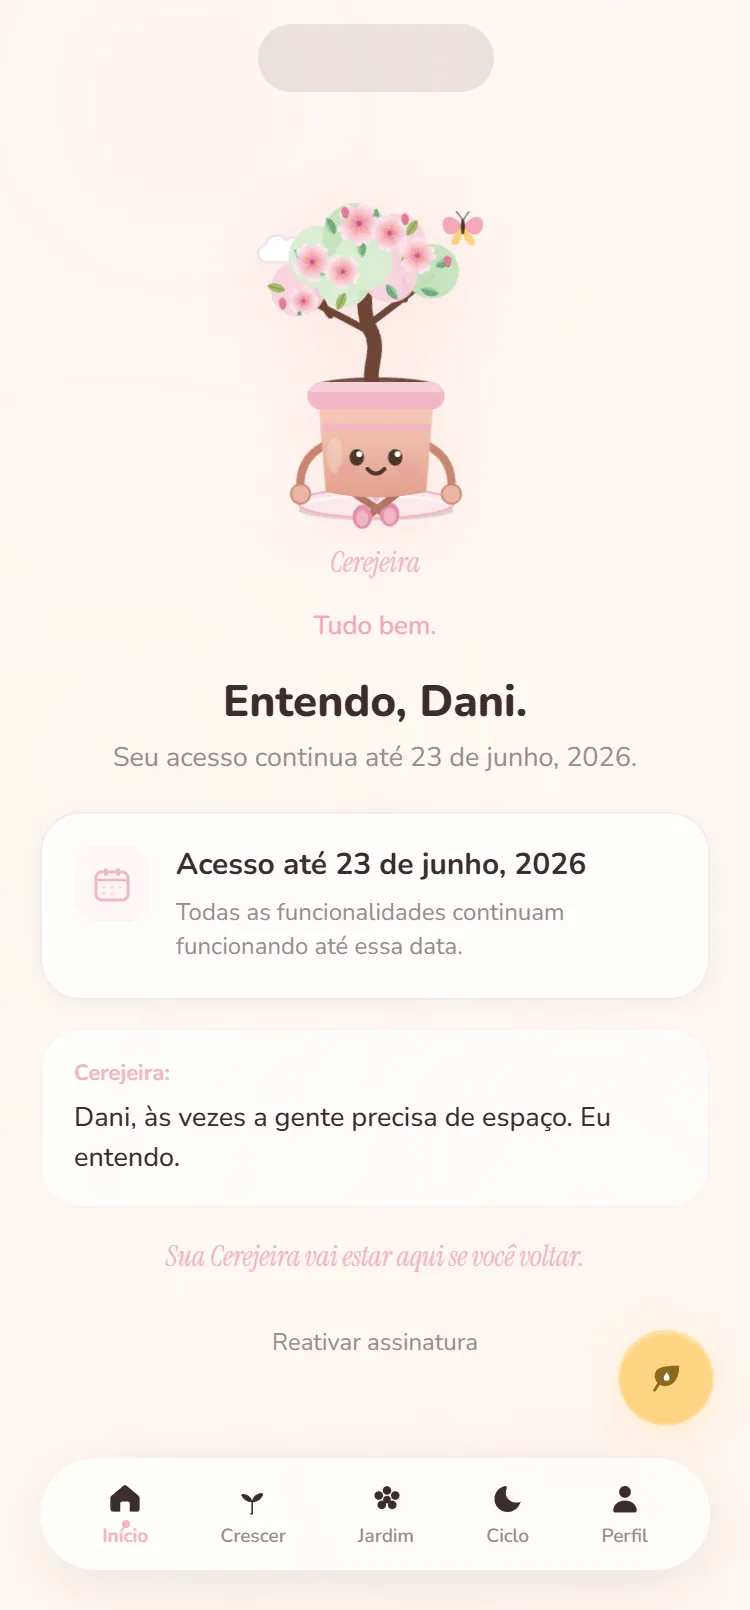 Cerejeira
Tudo bem.
Entendo, Dani.
Seu acesso continua até 23 de junho, 2026.
Acesso até 23 de junho, 2026
Todas as funcionalidades continuam
funcionando até essa data.
Cerejeira:
Dani, às vezes a gente precisa de espaço. Eu
entendo.
Sua Cerejeira vai estar aqui se você voltar.
Reativar assinatura
Início
Crescer
Jardim
Ciclo
Perfil